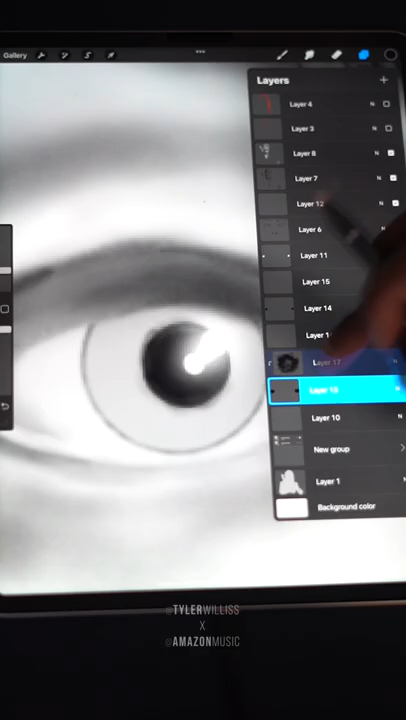 Gallery
Layers
Layer 4 N
Layer 3 N
Layer 8 N
Layer 7 N
Layer 12 N
Layer 6 N
Layer 11 N
Layer 15 N
Layer 14 N
N
Layer 17 N
N
Layer 10 N
New group
Layer 1 N
Background color
@TYLERWILLISS
X
@AMAZONMUSIC